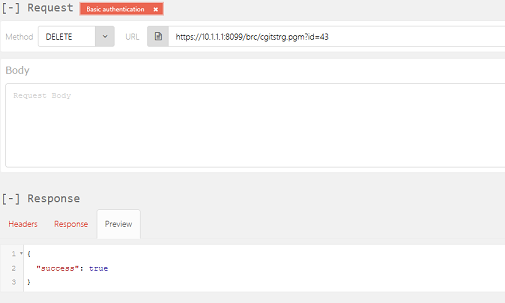 [-] Request Basic authentication ×
Method DELETE URL https://10.1.1.1:8099/brc/cgitstrg.pgm?id=43
Body
Request Body
[-] Response
Headers Response Preview
1 {
2 "success": true
3 }